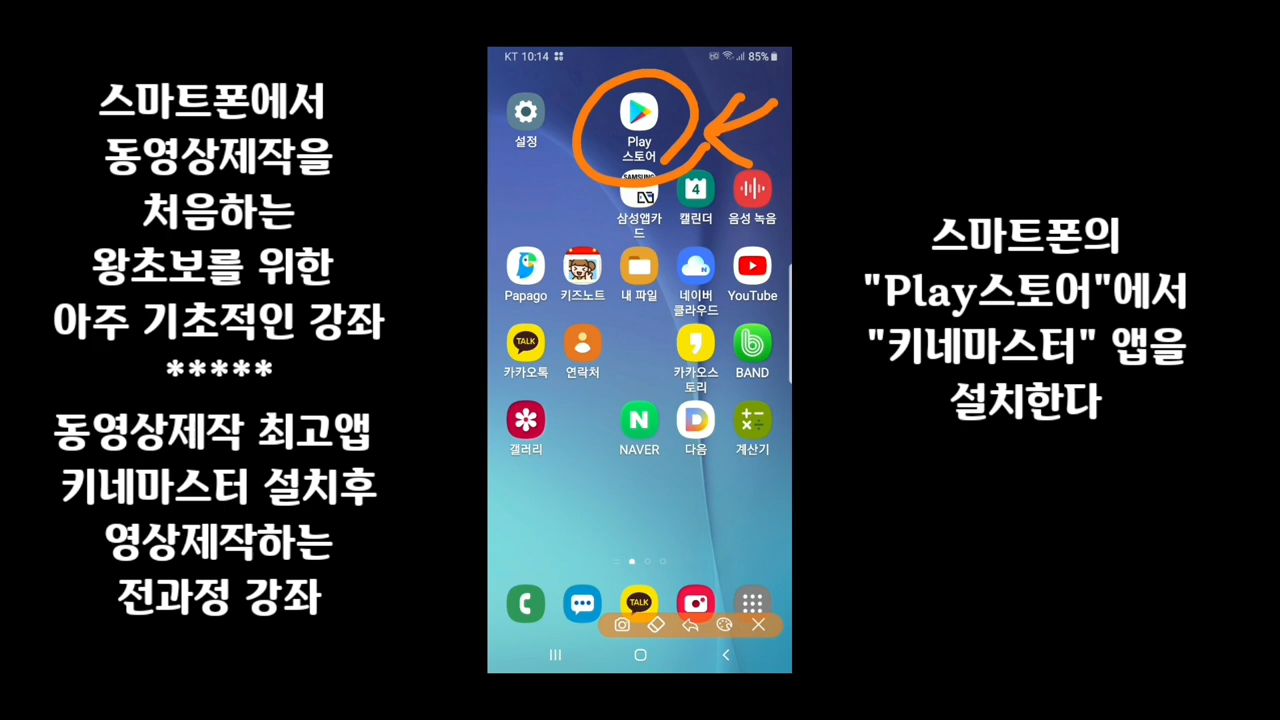 스마트폰에서
동영상제작을
처음하는
왕초보를 위한
아주 기초적인 강좌
*****
동영상제작 최고앱
키네마스터 설치후
영상제작하는
전과정 강좌
KT 10:14
85%
설정
Play
스토어
SAMSUNG
삼성앱카
드
4
캘린더
음성 녹음
Papago
키즈노트
내 파일
N
네이버
클라우드
YouTube
TALK
카카오톡
연락처
카카오스
토리
b
BAND
갤러리
N
NAVER
D
다음
계산기
TALK
스마트폰의
"Play스토어"에서
"키네마스터" 앱을
설치한다